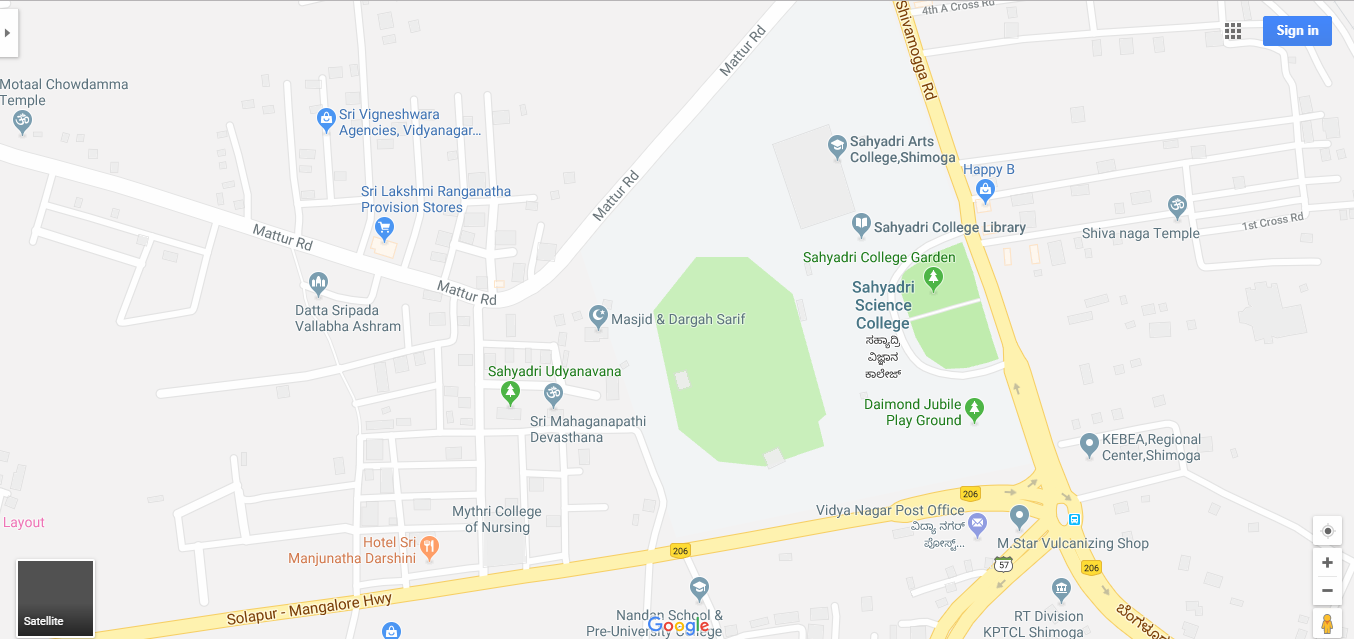 4th A Cross Rd
Sign in
Shivamogga Rd
Mattur Rd
Motaal Chowdamma
Temple
Sri Vigneshwara
Agencies, Vidyanagar...
Sahyadri Arts
College,Shimoga
Happy B
Sri Lakshmi Ranganatha
Provision Stores
Mattur Rd
Sahyadri College Library
Shiva naga Temple
1st Cross Rd
Mattur Rd
Sahyadri College Garden
Mattur Rd
Sahyadri
Science
College
ಸಹ್ಯಾದ್ರಿ
ವಿಜ್ಞಾನ
ಕಾಲೇಜ್
Datta Sripada
Vallabha Ashram
Masjid & Dargah Sarif
Sahyadri Udyanavana
Sri Mahaganapathi
Devasthana
Daimond Jubile
Play Ground
KEBEA,Regional
Center,Shimoga
206
Layout
Mythri College
of Nursing
Vidya Nagar Post Office
ವಿದ್ಯಾ ನಗರ್
ಪೋಸ್ಟ್...
M.Star Vulcanizing Shop
Hotel Sri
Manjunatha Darshini
206
57
206
Solapur - Mangalore Hwy
Satellite
Nandan School &
Pre-University College
Google
RT Division
KPTCL Shimoga